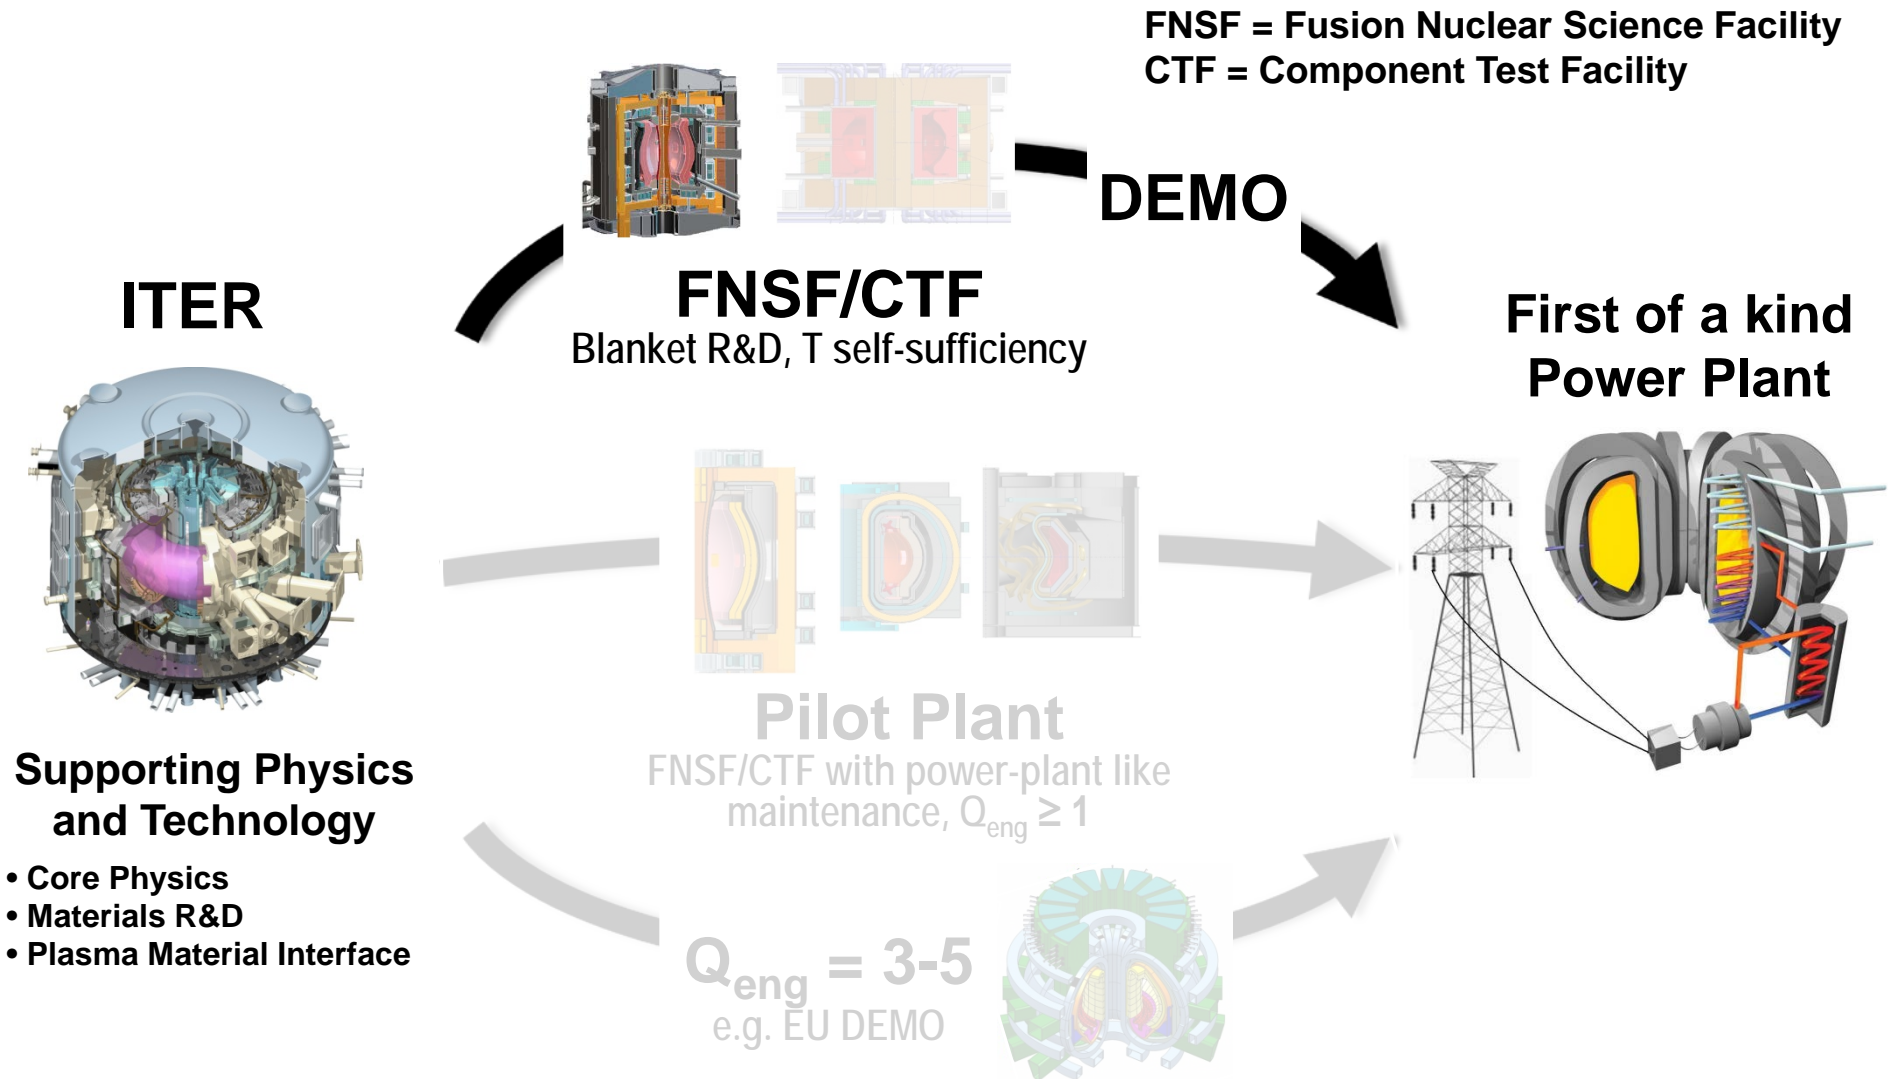 FNSF = Fusion Nuclear Science Facility
CTF = Component Test Facility
DEMO
ITER
FNSF/CTF
Blanket R&D, T self-sufficiency
First of a kind
Power Plant
Pilot Plant
FNSF/CTF with power-plant like
maintenance, Qeng ≥ 1
Supporting Physics
and Technology
• Core Physics
• Materials R&D
• Plasma Material Interface
Qeng = 3-5
e.g. EU DEMO